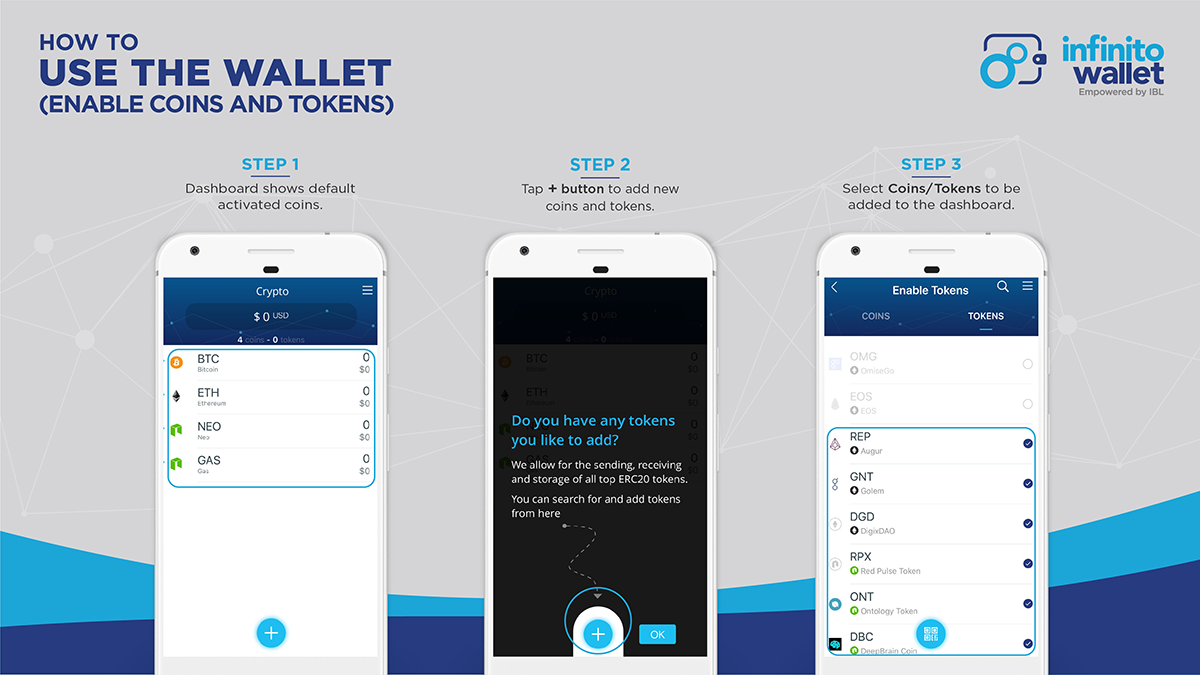 HOW TO
USE THE WALLET
(ENABLE COINS AND TOKENS)
infinito
wallet
Empowered by IBL
STEP 1
Dashboard shows default
activated coins.
Crypto
$ 0 USD
4 coins - 0 tokens
BTC 0
Bitcoin $0
ETH 0
Ethereum $0
NEO 0
Neo $0
GAS 0
Gas $0
+
STEP 2
Tap + button to add new
coins and tokens.
Crypto
$ 0 USD
BTC 0
Bitcoin $0
ETH 0
Do you have any tokens
you like to add?
We allow for the sending, receiving
and storage of all top ERC20 tokens.
You can search for and add tokens
from here
+
OK
STEP 3
Select Coins/Tokens to be
added to the dashboard.
Enable Tokens
COINS TOKENS
OMG
OmiseGo
EOS
EOS
REP
Augur
GNT
Golem
DGD
DigixDAO
RPX
Red Pulse Token
ONT
Ontology Token
DBC
DeepBrain Coin